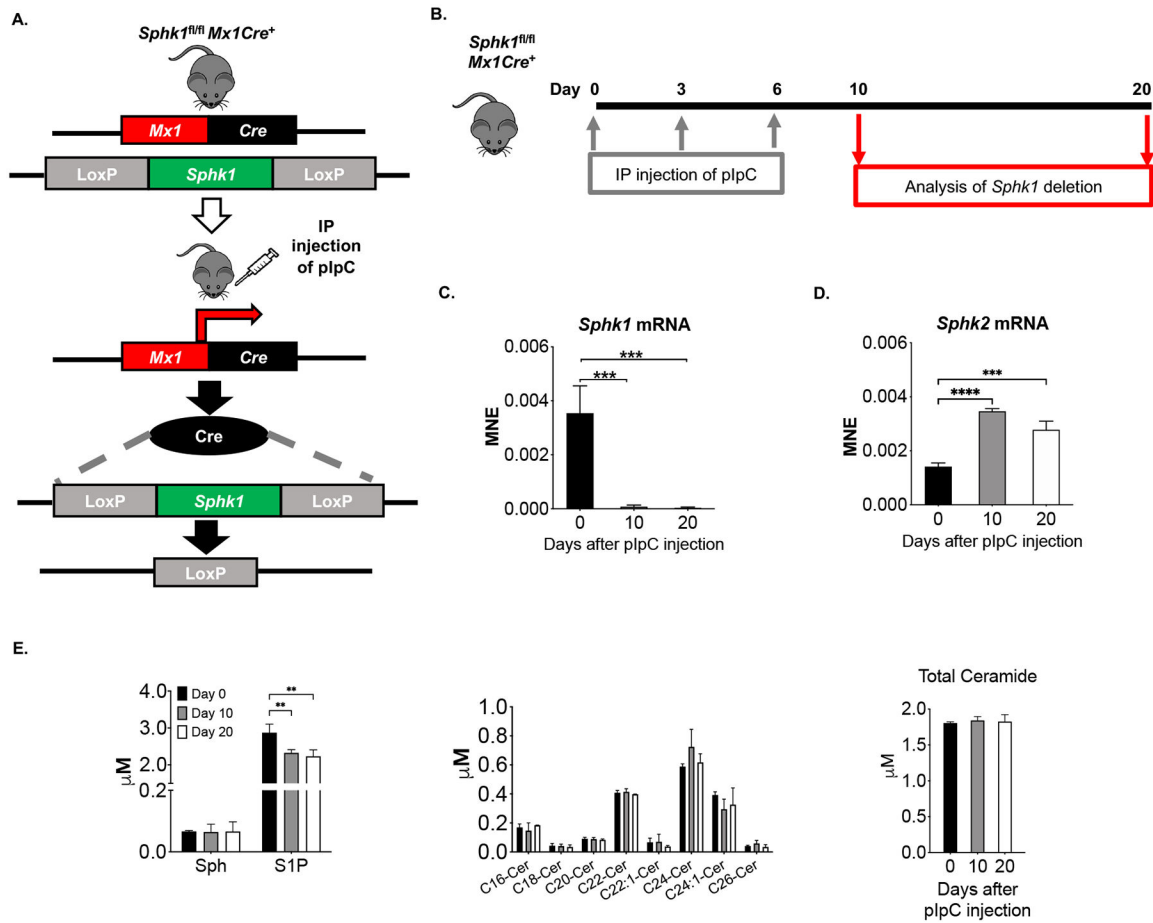 A.
Sphk1fl/fl Mx1Cre+
Mx1 Cre
LoxP Sphk1 LoxP
IP
injection
of pIpC
Mx1 Cre
Cre
LoxP Sphk1 LoxP
LoxP
B.
Sphk1fl/fl
Mx1Cre+
Day 0 3 6 10 20
IP injection of pIpC
Analysis of Sphk1 deletion
C.
Sphk1 mRNA
0.006
0.004
0.002
0.000
MNE
***
***
0 10 20
Days after pIpC injection
D.
Sphk2 mRNA
0.006
0.004
0.002
0.000
MNE
***
****
0 10 20
Days after pIpC injection
E.
4.0
3.0
2.0
0.2
0.0
μM
Day 0
Day 10
Day 20
**
**
Sph S1P
1.0
0.8
0.6
0.4
0.2
0.0
μM
C16-Cer
C18-Cer
C20-Cer
C22-Cer
C22:1-Cer
C24-Cer
C24:1-Cer
C26-Cer
Total Ceramide
2.0
1.5
1.0
0.5
0.0
μM
0 10 20
Days after
pIpC injection